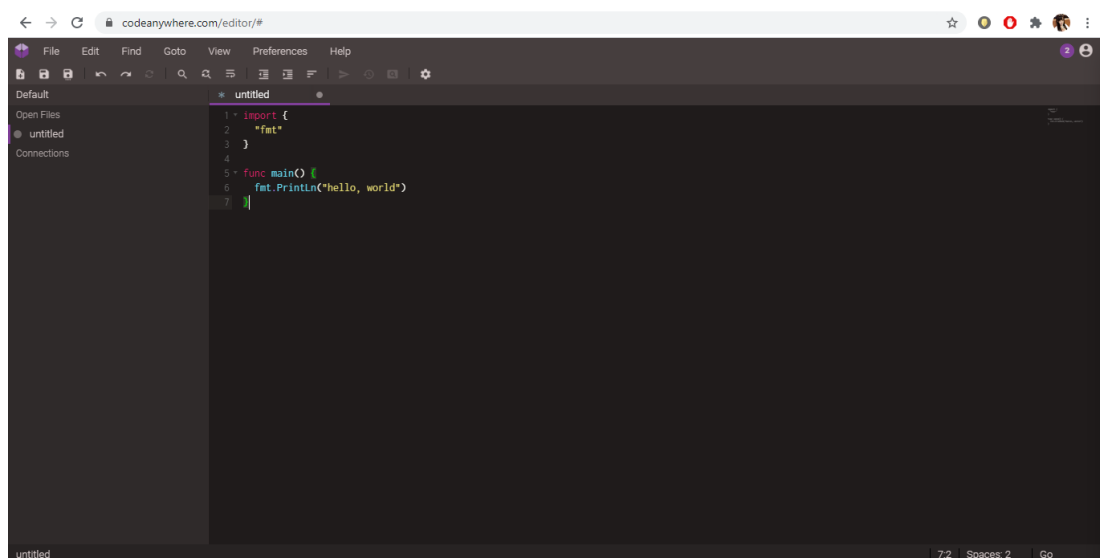 codeanywhere.com/editor/#
File Edit Find Goto View Preferences Help 2
Default
* untitled
Open Files
untitled
Connections
1 import {
2 "fmt"
3 }
4
5 func main() {
6 fmt.PrintLn("hello, world")
7 }
untitled 7:2 Spaces: 2 Go